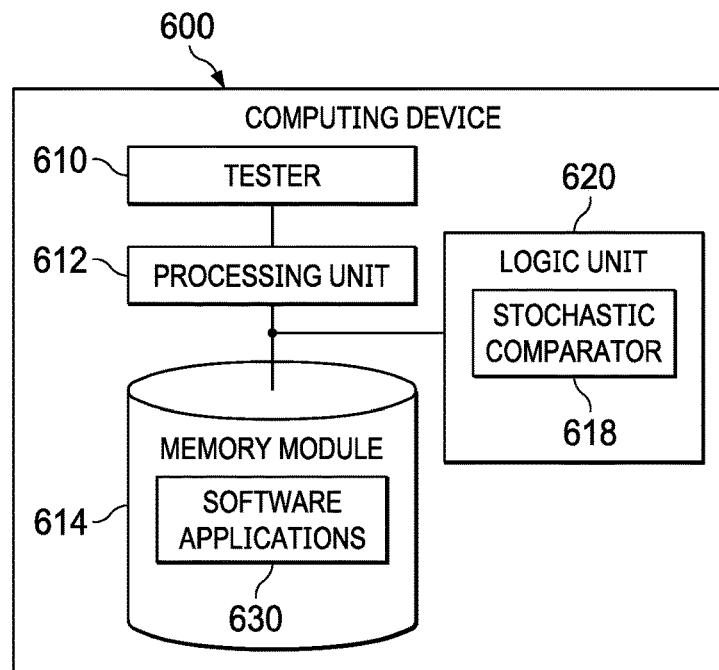 600
COMPUTING DEVICE
610
TESTER
620
612
PROCESSING UNIT
LOGIC UNIT
STOCHASTIC
COMPARATOR
618
MEMORY MODULE
614
SOFTWARE
APPLICATIONS
630